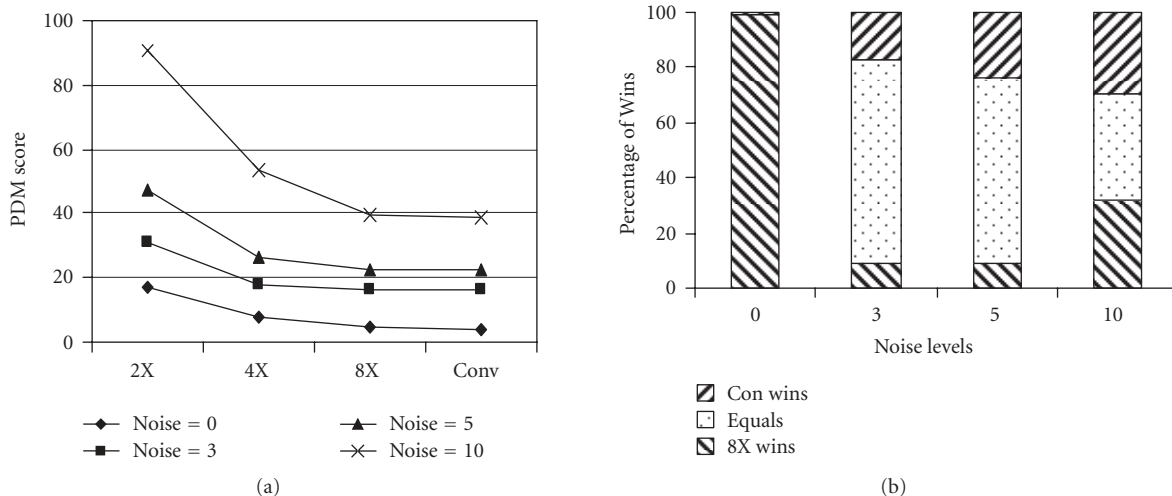 100
80
60
40
20
0
PDM score
2X 4X 8X Conv
Noise = 0
Noise = 5
Noise = 3
Noise = 10
(a)
100
80
60
40
20
0
Percentage of Wins
0 3 5 10
Noise levels
Con wins
Equals
8X wins
(b)